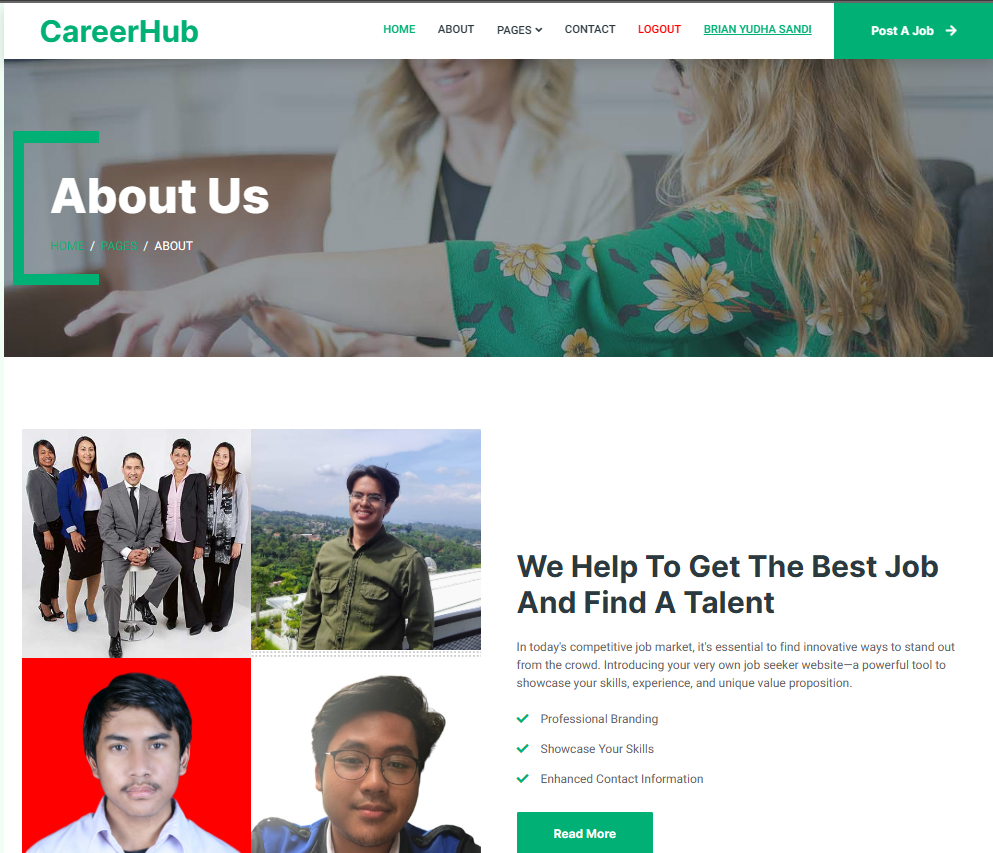 CareerHub
HOME ABOUT PAGES CONTACT LOGOUT BRIAN YUDHA SANDI Post A Job
About Us
HOME / PAGES / ABOUT
We Help To Get The Best Job
And Find A Talent
In today's competitive job market, it's essential to find innovative ways to stand out
from the crowd. Introducing your very own job seeker website—a powerful tool to
showcase your skills, experience, and unique value proposition.
Professional Branding
Showcase Your Skills
Enhanced Contact Information
Read More